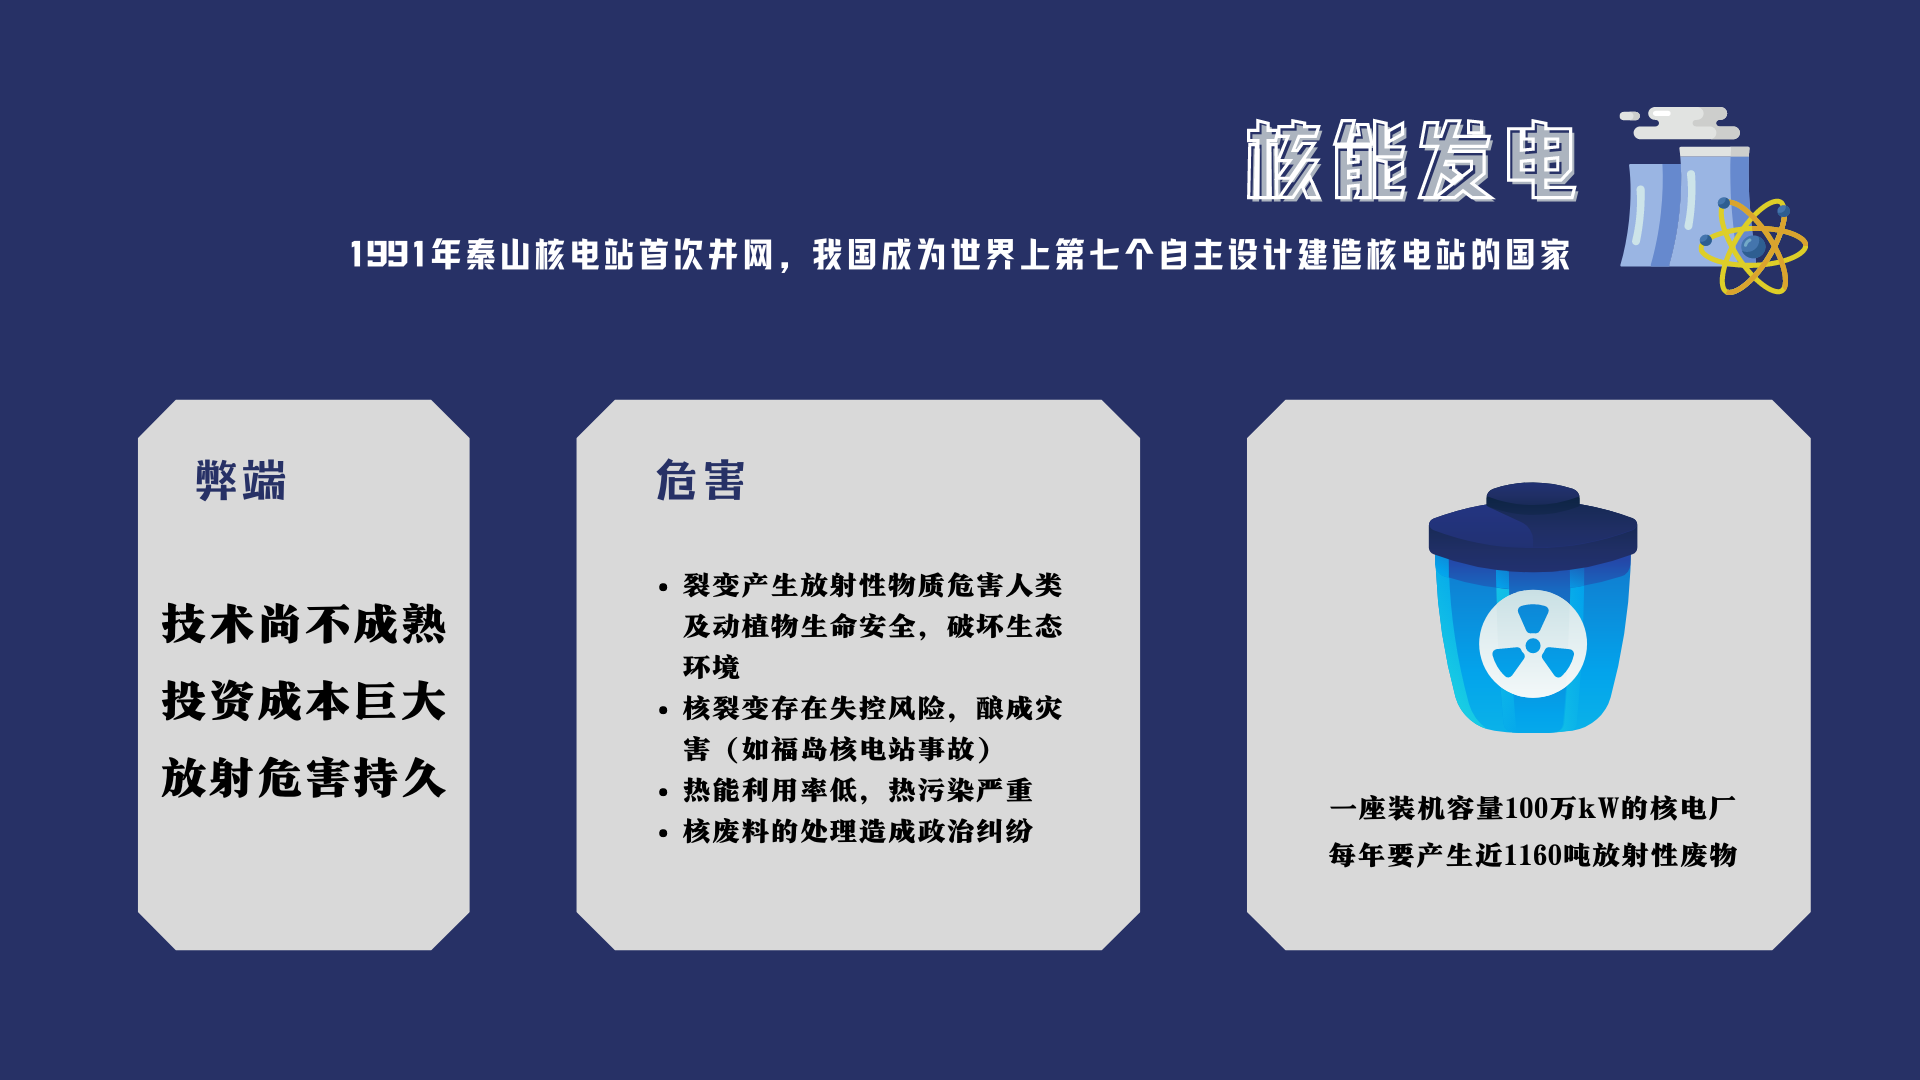 核能发电
1991年秦山核电站首次井网，我国成为世界上第七个自主设计建造核电站的国家
弊端
技术尚不成熟
投资成本巨大
放射危害持久
危害
• 裂变产生放射性物质危害人类
及动植物生命安全，破坏生态
环境
• 核裂变存在失控风险，酿成灾
害（如福岛核电站事故）
• 热能利用率低，热污染严重
• 核废料的处理造成政治纠纷
一座装机容量100万kW的核电厂
每年要产生近1160吨放射性废物